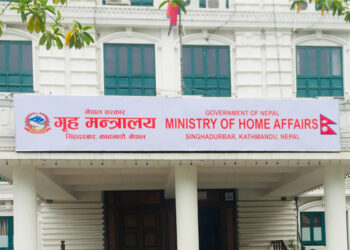 नेपाल सरकार
गृह मन्त्रालय
सिंहदरबार, काठमाडौं, नेपाल
GOVERNMENT OF NEPAL
MINISTRY OF HOME AFFAIRS
SINGHADURBAR, KATHMANDU, NEPAL